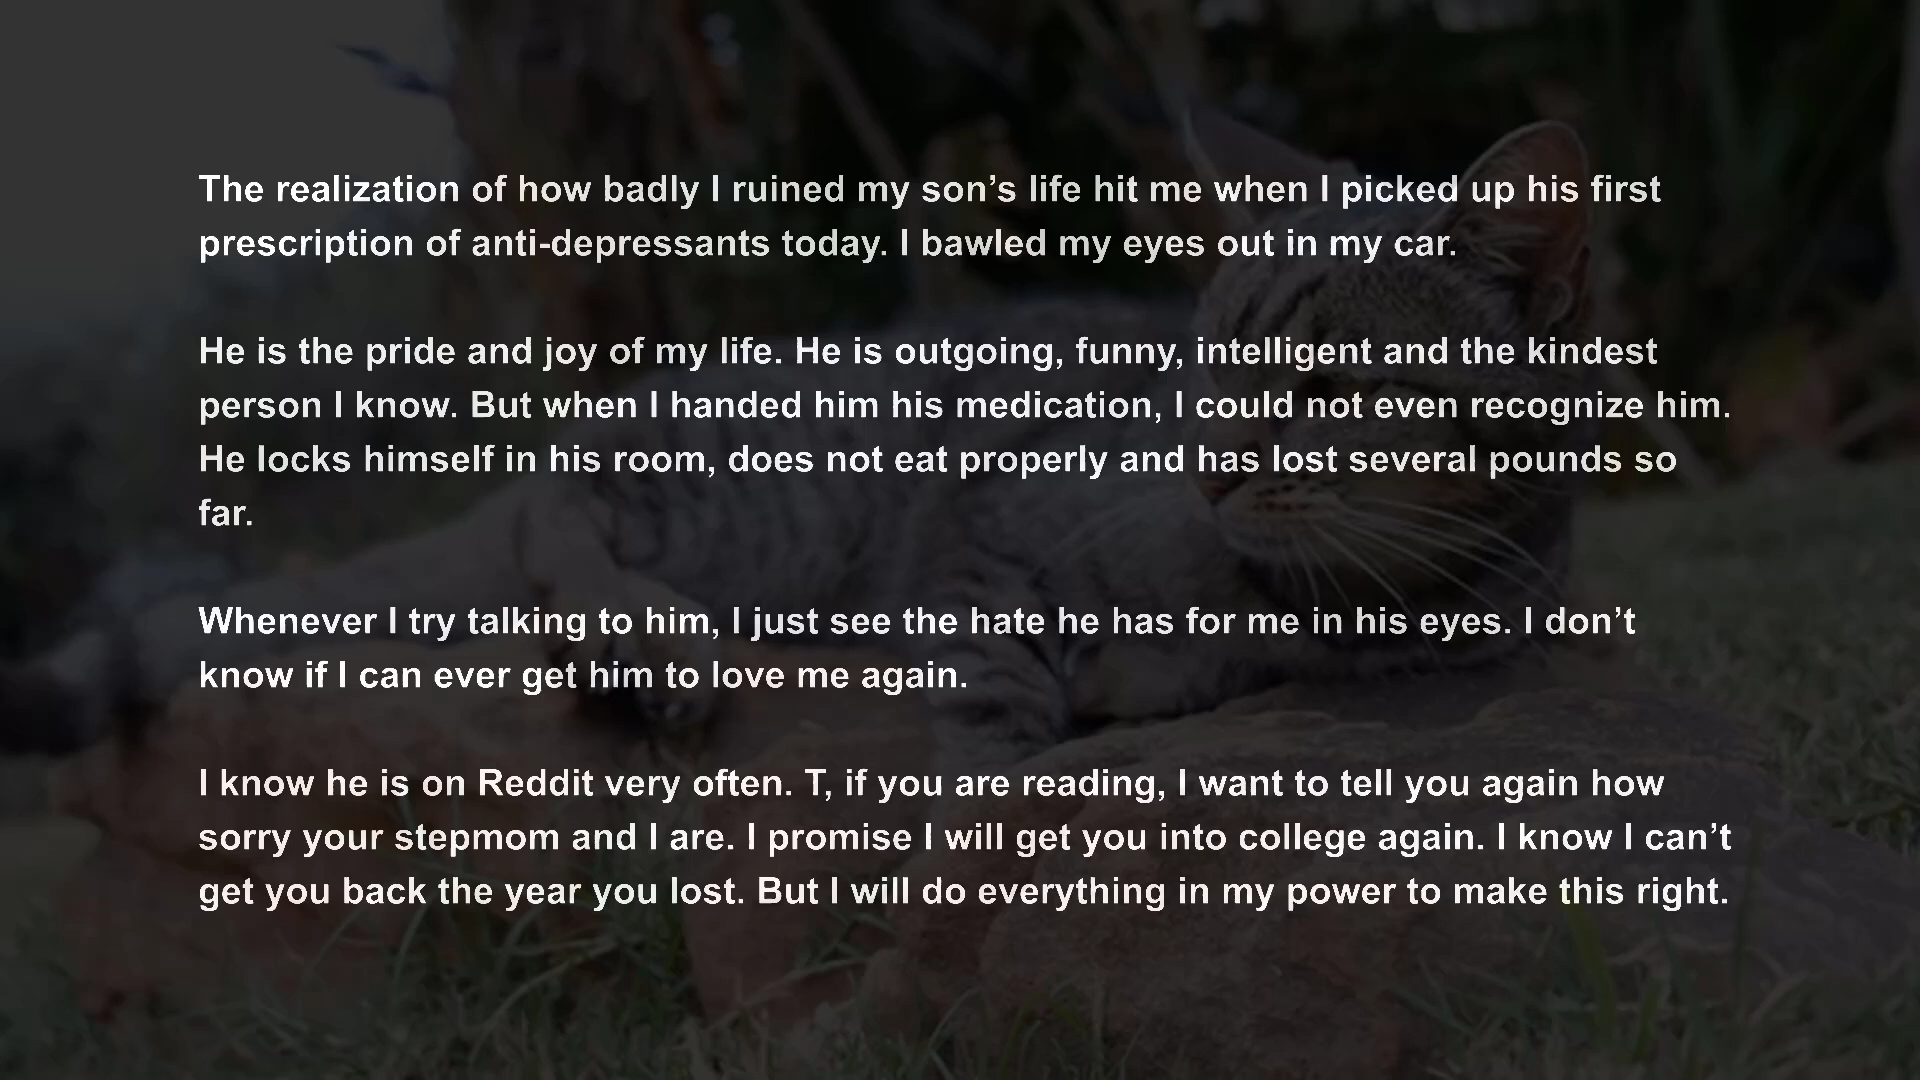 The realization of how badly I ruined my son’s life hit me when I picked up his first
prescription of anti-depressants today. I bawled my eyes out in my car.
He is the pride and joy of my life. He is outgoing, funny, intelligent and the kindest
person I know. But when I handed him his medication, I could not even recognize him.
He locks himself in his room, does not eat properly and has lost several pounds so
far.
Whenever I try talking to him, I just see the hate he has for me in his eyes. I don’t
know if I can ever get him to love me again.
I know he is on Reddit very often. T, if you are reading, I want to tell you again how
sorry your stepmom and I are. I promise I will get you into college again. I know I can’t
get you back the year you lost. But I will do everything in my power to make this right.